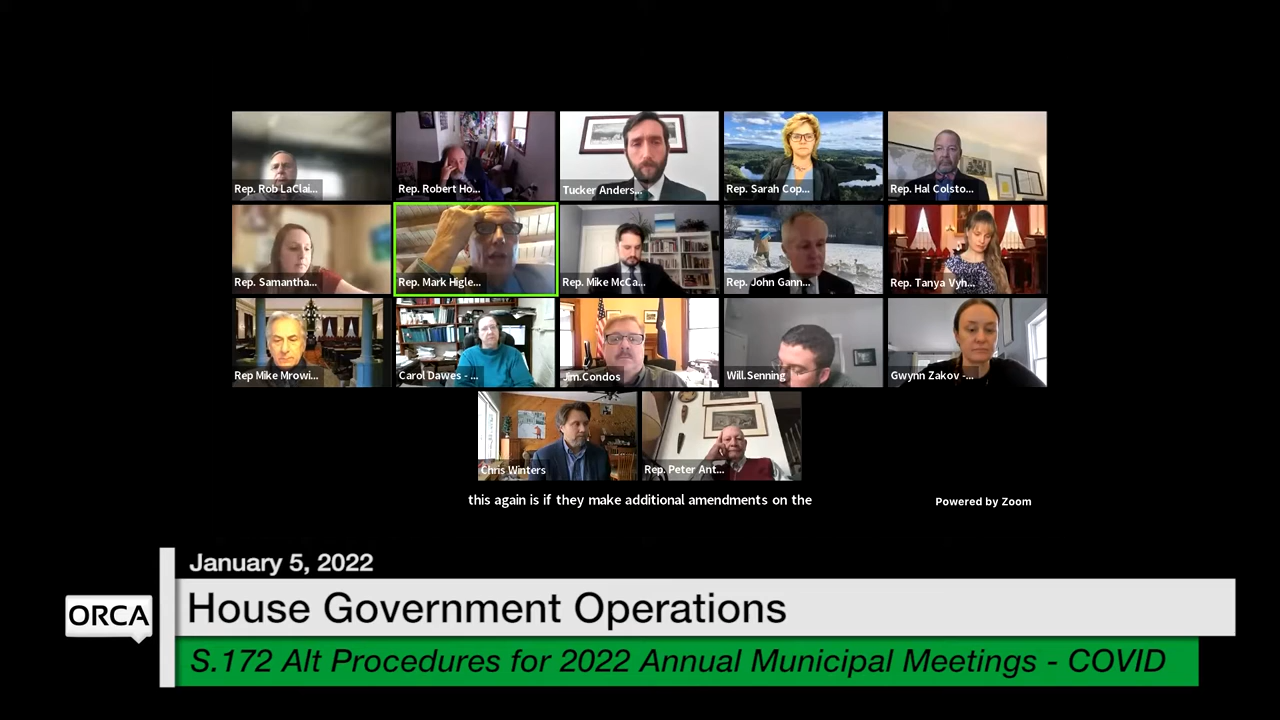 Rep. Rob LaClai...
Rep. Robert Ho...
Tucker Anders...
Rep. Sarah Cop...
Rep. Hal Colsto...
Rep. Samantha...
Rep. Mark Higle...
Rep. Mike McCa...
Rep. John Gann...
Rep. Tanya Vyh...
Rep Mike Mrowi...
Carol Dawes - ...
Jim.Condos
Will.Senning
Gwynn Zakov -...
Chris Winters
Rep. Peter Ant...
this again is if they make additional amendments on the
Powered by Zoom
January 5, 2022
ORCA
House Government Operations
S.172 Alt Procedures for 2022 Annual Municipal Meetings - COVID